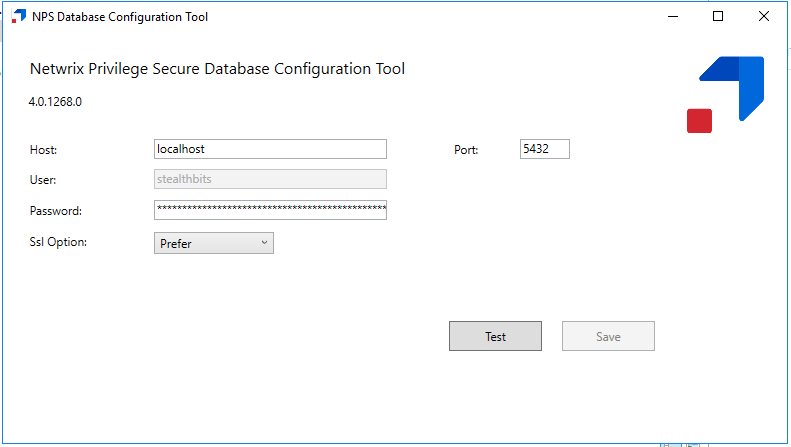 NPS Database Configuration Tool
Netwrix Privilege Secure Database Configuration Tool
4.0.1268.0
Host: localhost Port: 5432
User: stealthbits
Password: **********************************************
Ssl Option: Prefer
Test Save